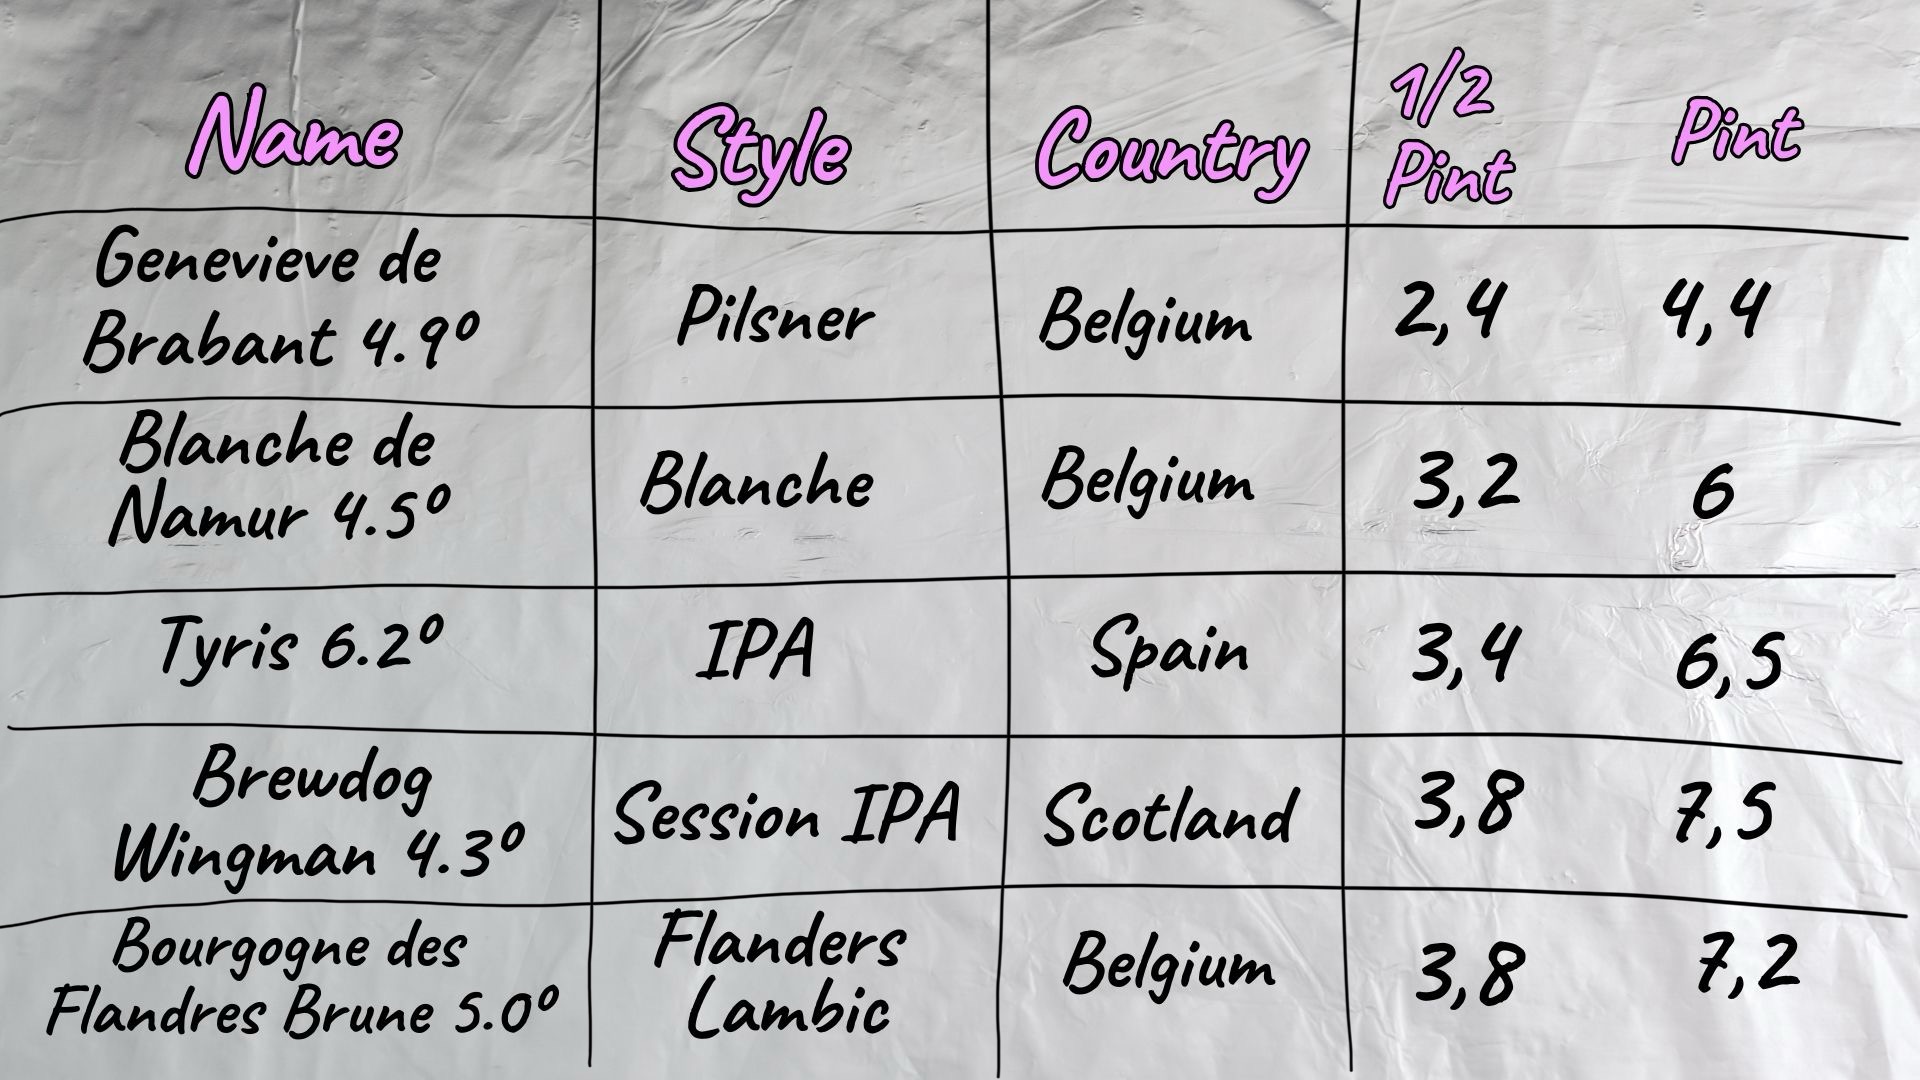 Name Style Country 1/2 Pint Pint
Genevieve de
Brabant 4.9º Pilsner Belgium 2,4 4,4
Blanche de
Namur 4.5º Blanche Belgium 3,2 6
Tyris 6.2º IPA Spain 3,4 6,5
Brewdog
Wingman 4.3º Session IPA Scotland 3,8 7,5
Bourgogne des
Flandres Brune 5.0º Flanders
Lambic Belgium 3,8 7,2